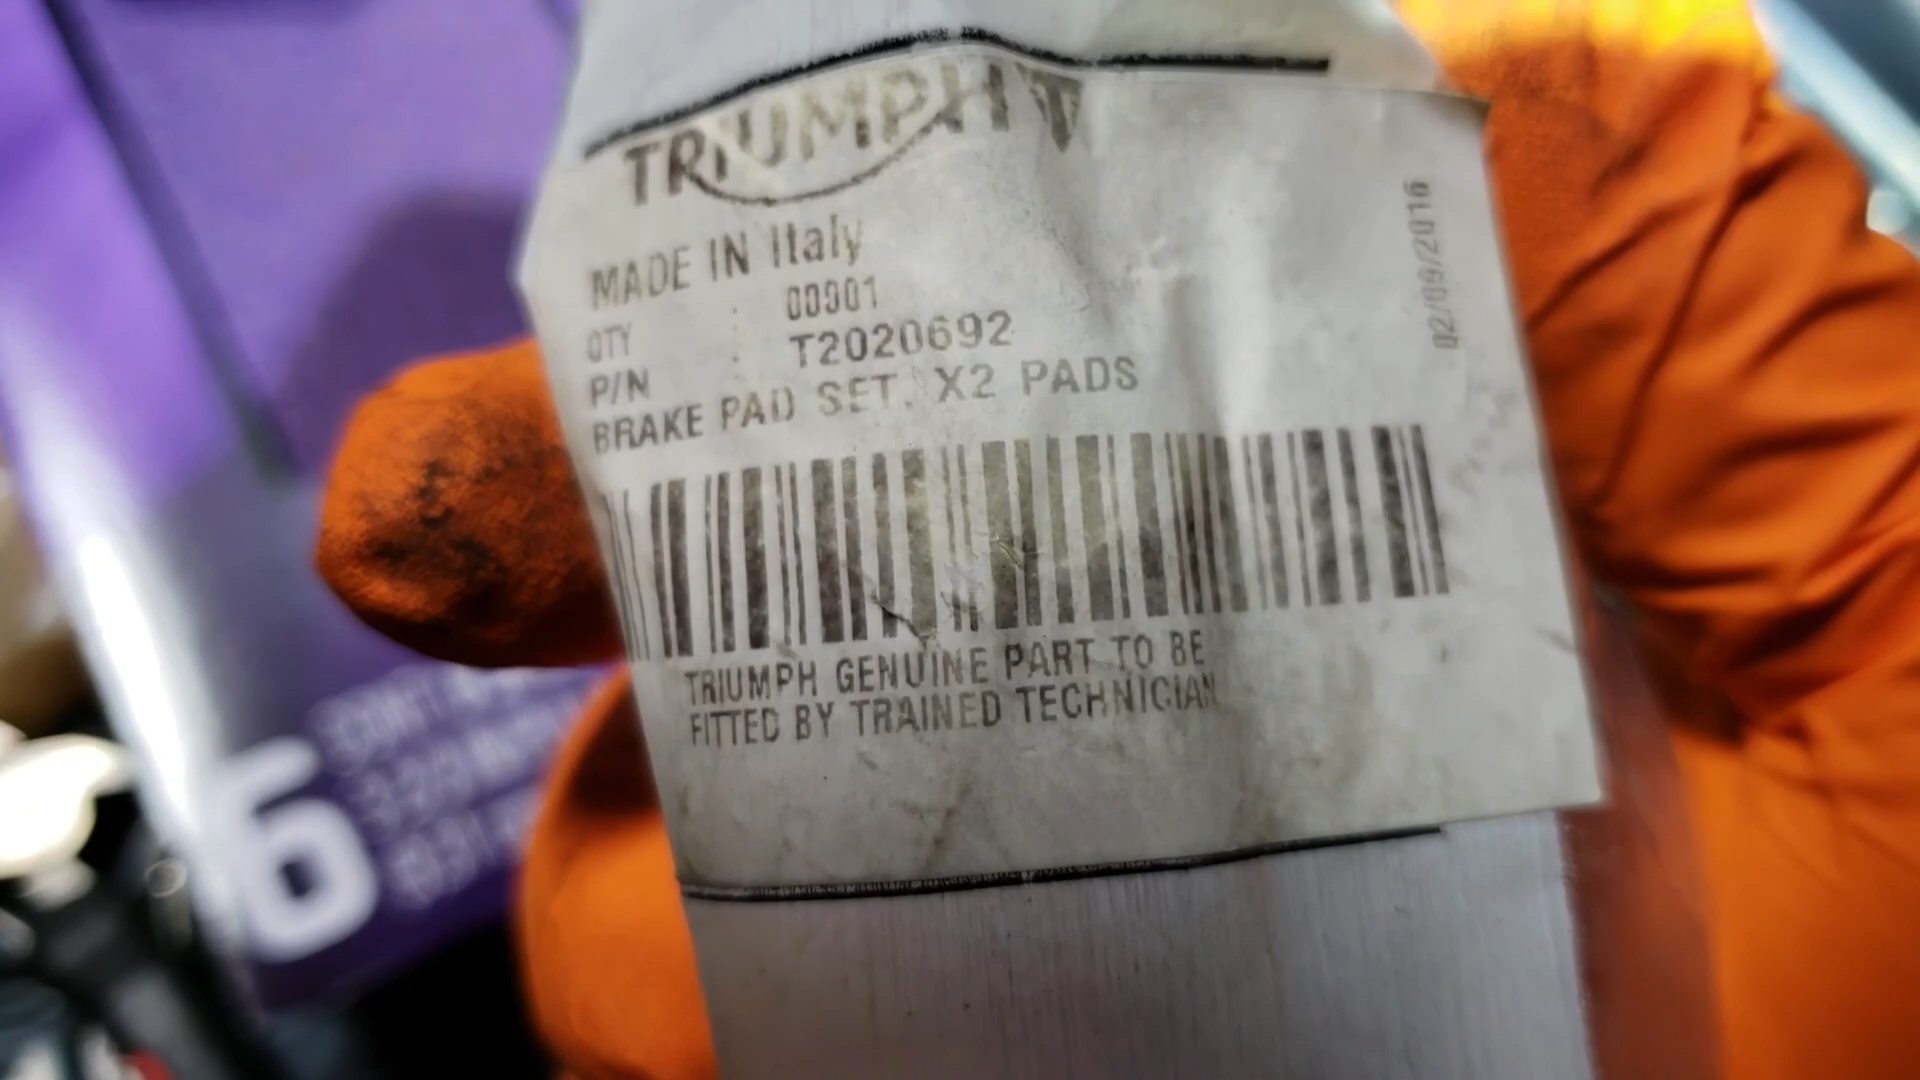 TRIUMPH
MADE IN Italy
QTY : 00001
P/N : T2020692
BRAKE PAD SET, X2 PADS
02/09/2016
TRIUMPH GENUINE PART TO BE
FITTED BY TRAINED TECHNICIAN
6